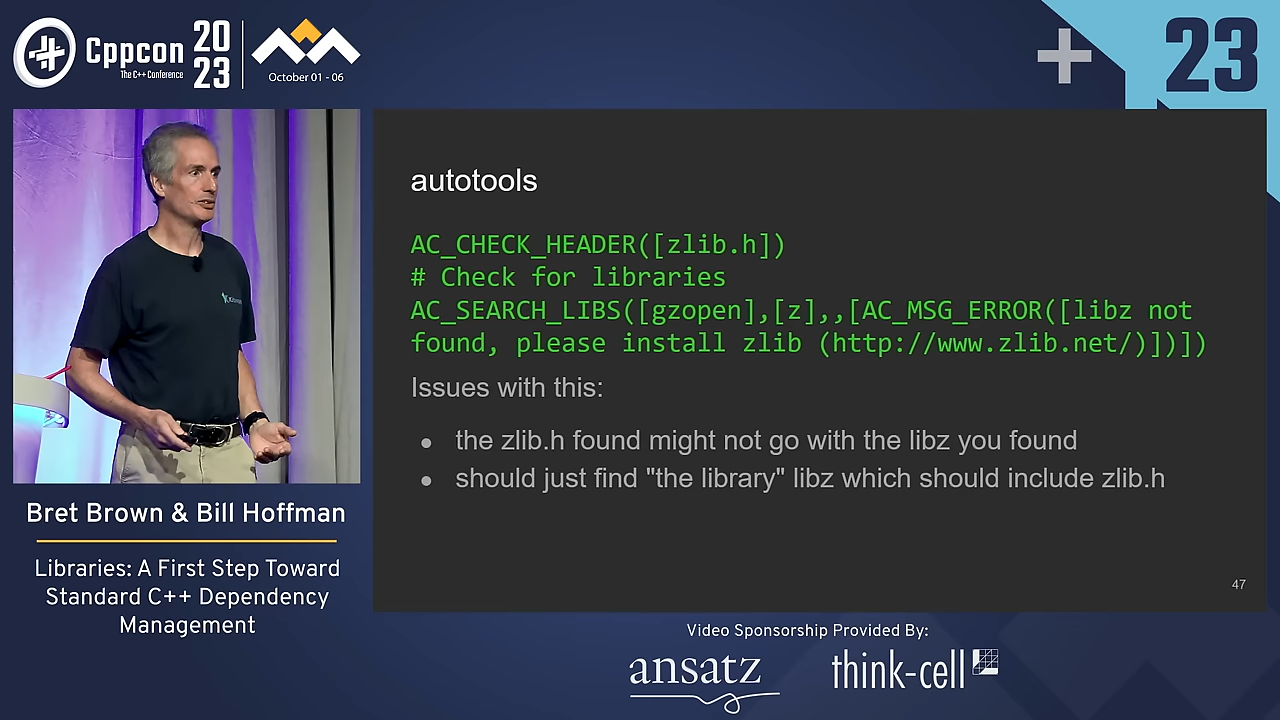 Cppcon
The C++ Conference
20
23
October 01 - 06
23
autotools
AC_CHECK_HEADER([zlib.h])
# Check for libraries
AC_SEARCH_LIBS([gzopen],[z],,[AC_MSG_ERROR([libz not
found, please install zlib (http://www.zlib.net/)])])
Issues with this:
● the zlib.h found might not go with the libz you found
● should just find "the library" libz which should include zlib.h
47
Bret Brown & Bill Hoffman
Libraries: A First Step Toward
Standard C++ Dependency
Management
Video Sponsorship Provided By:
ansatz
think-cell